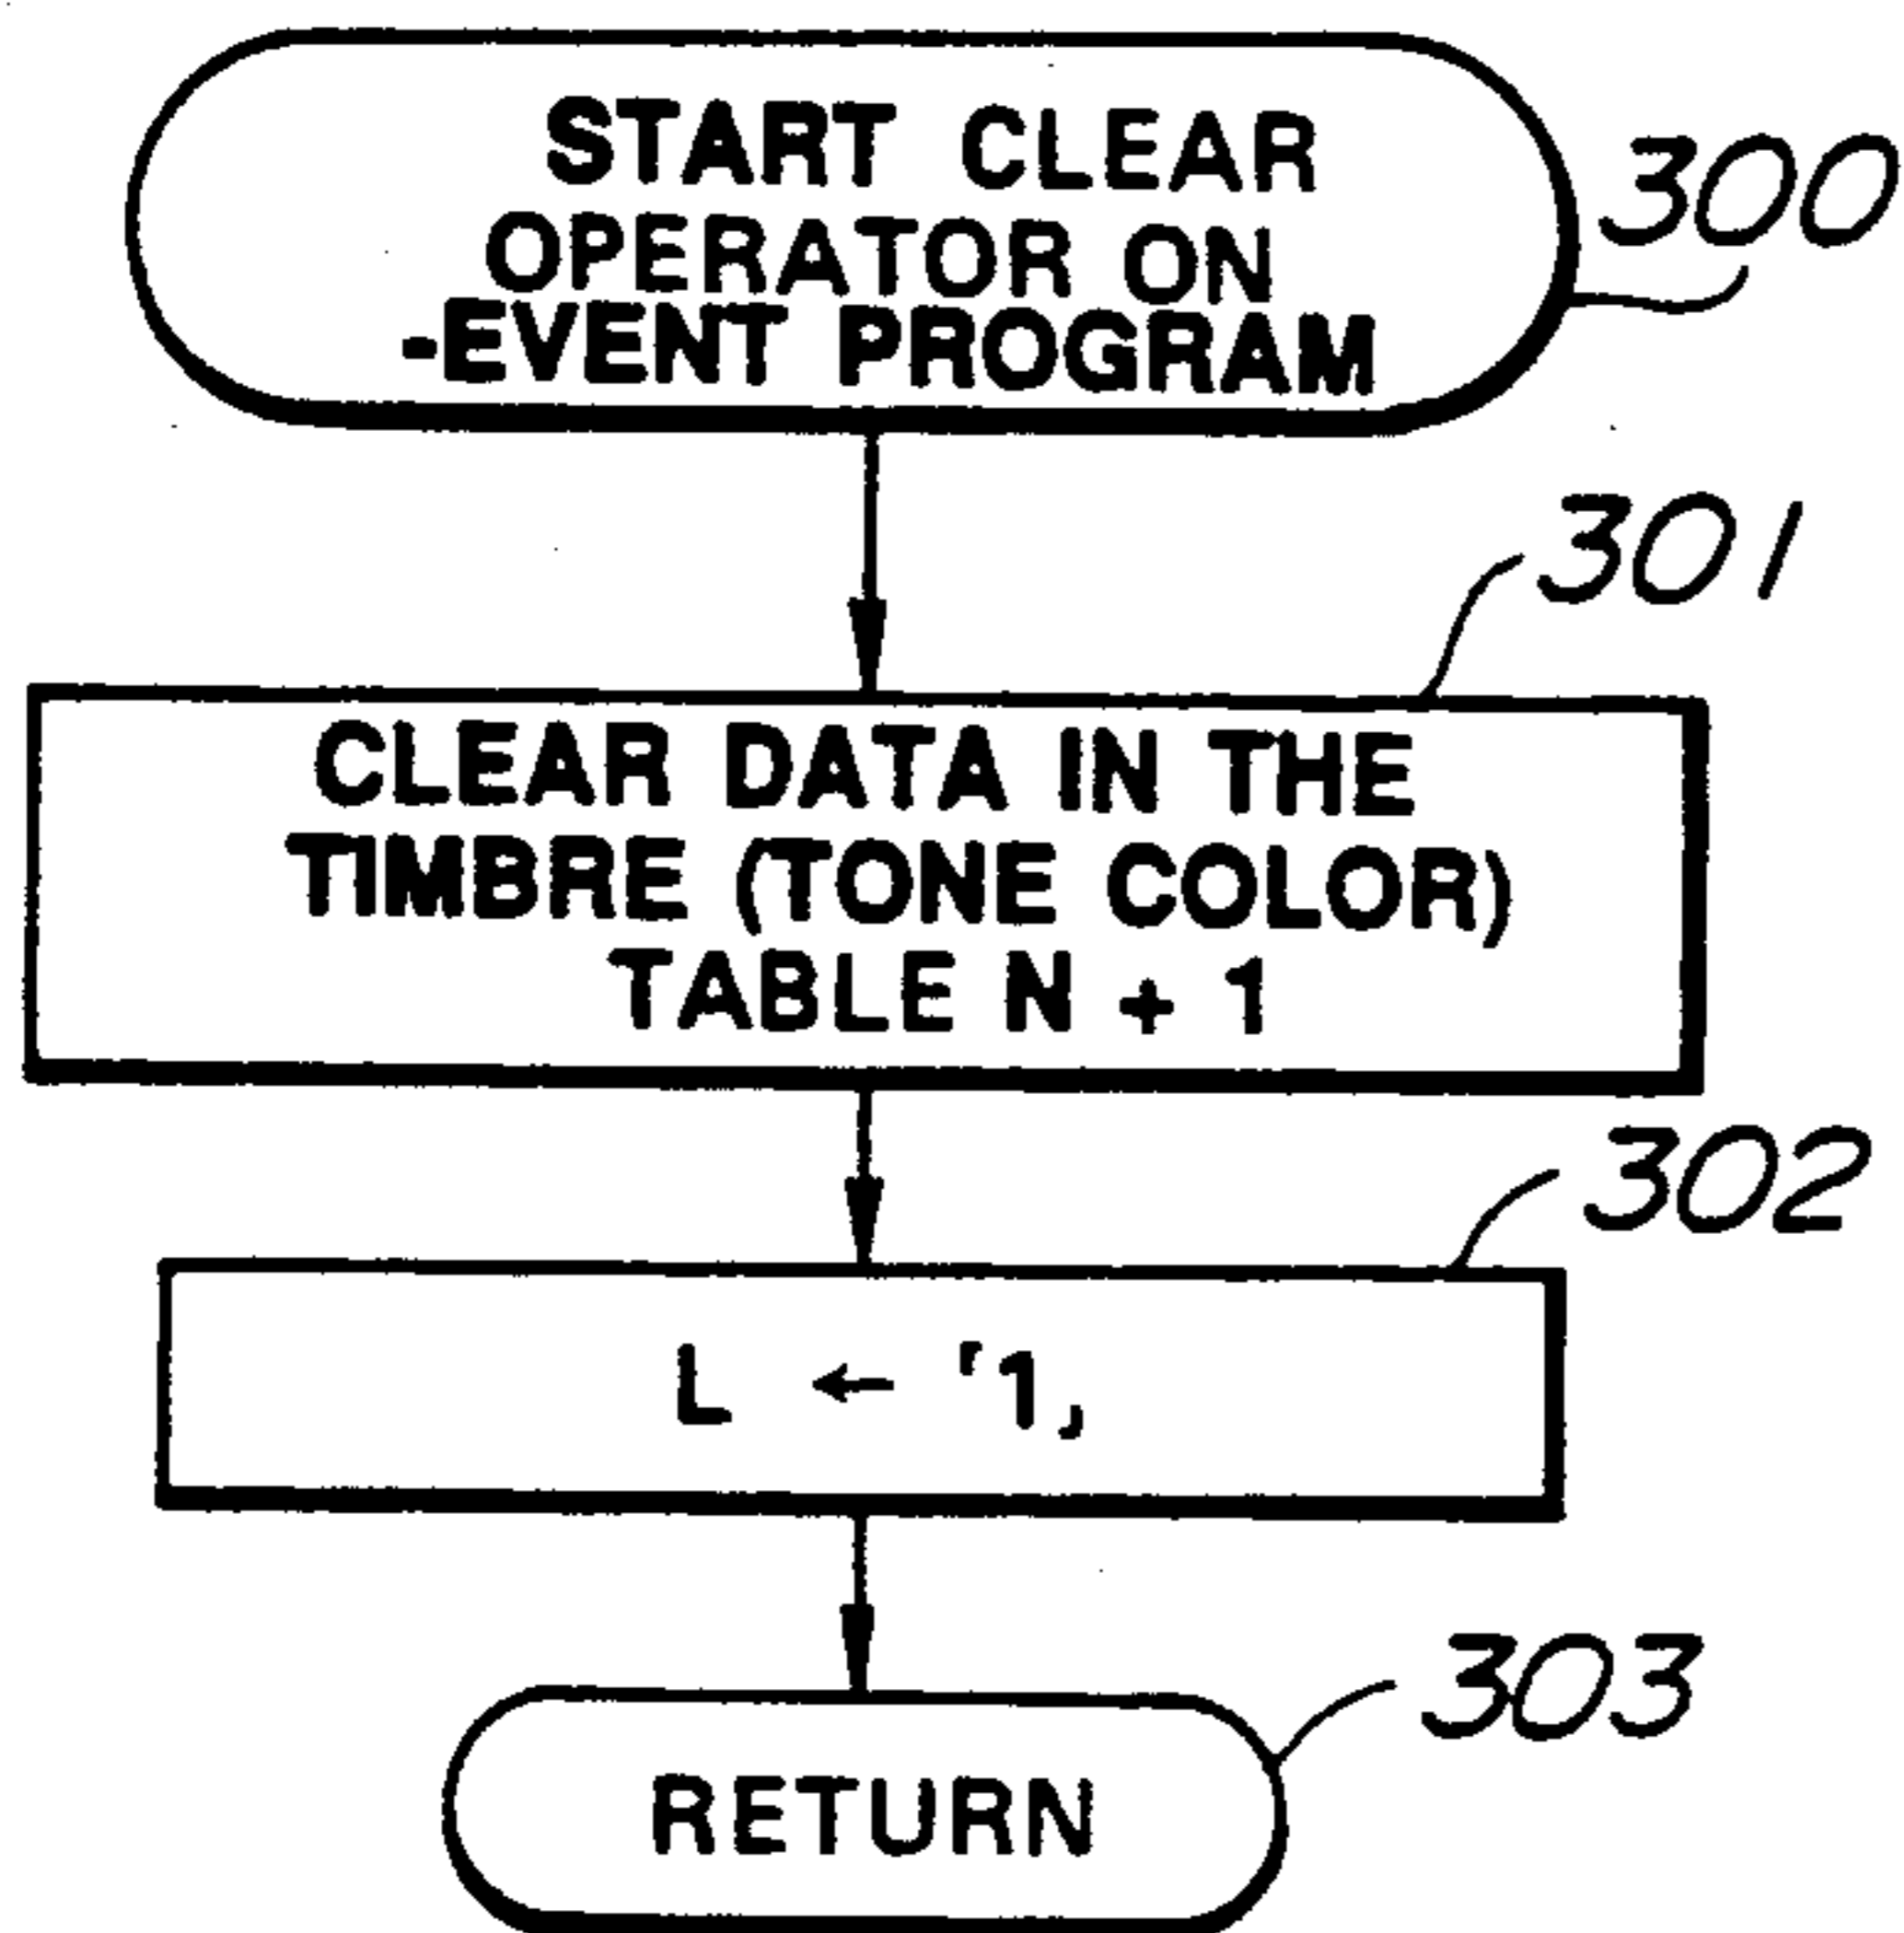 START CLEAR
OPERATOR ON
-EVENT PROGRAM
300
301
CLEAR DATA IN THE
TIMBRE (TONE COLOR)
TABLE N + 1
302
L ← ｢1｣
303
RETURN